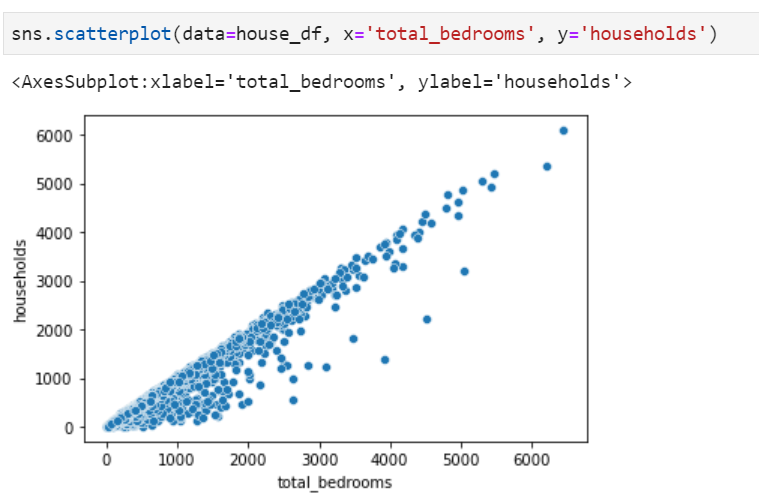 sns.scatterplot(data=house_df, x='total_bedrooms', y='households')
<AxesSubplot:xlabel='total_bedrooms', ylabel='households'>
6000
5000
4000
3000
2000
1000
0
households
0 1000 2000 3000 4000 5000 6000
total_bedrooms